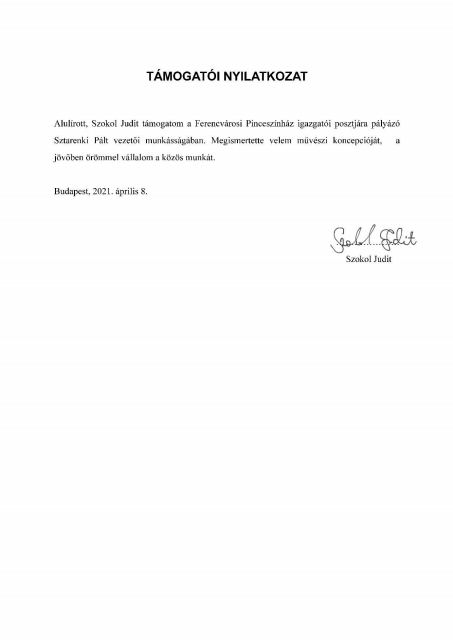 TÁMOGATÓI NYILATKOZAT
Alulírott, Szokol Judit támogatom a Ferencvárosi Pinceszínház igazgatói posztjára pályázó
Sztarenki Pált vezetői munkásságában. Megismertette velem művészi koncepcióját, a
jövőben örömmel vállalom a közös munkát.
Budapest, 2021. április 8.
Szokol Judit
Szokol Judit